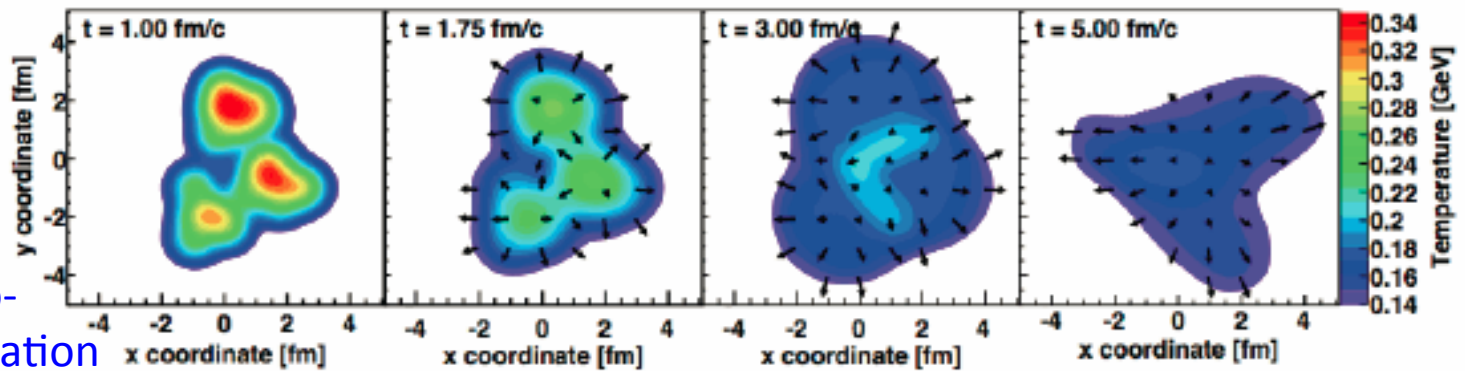 t = 1.00 fm/c
t = 1.75 fm/c
t = 3.00 fm/c
t = 5.00 fm/c
y coordinate [fm]
4
2
0
-2
-4
0.34
0.32
0.3
0.28
0.26
0.24
0.22
0.2
0.18
0.16
0.14
Temperature [GeV]
-4 -2 0 2 4
-4 -2 0 2 4
-4 -2 0 2 4
-4 -2 0 2 4
x coordinate [fm]
x coordinate [fm]
x coordinate [fm]
x coordinate [fm]
ation